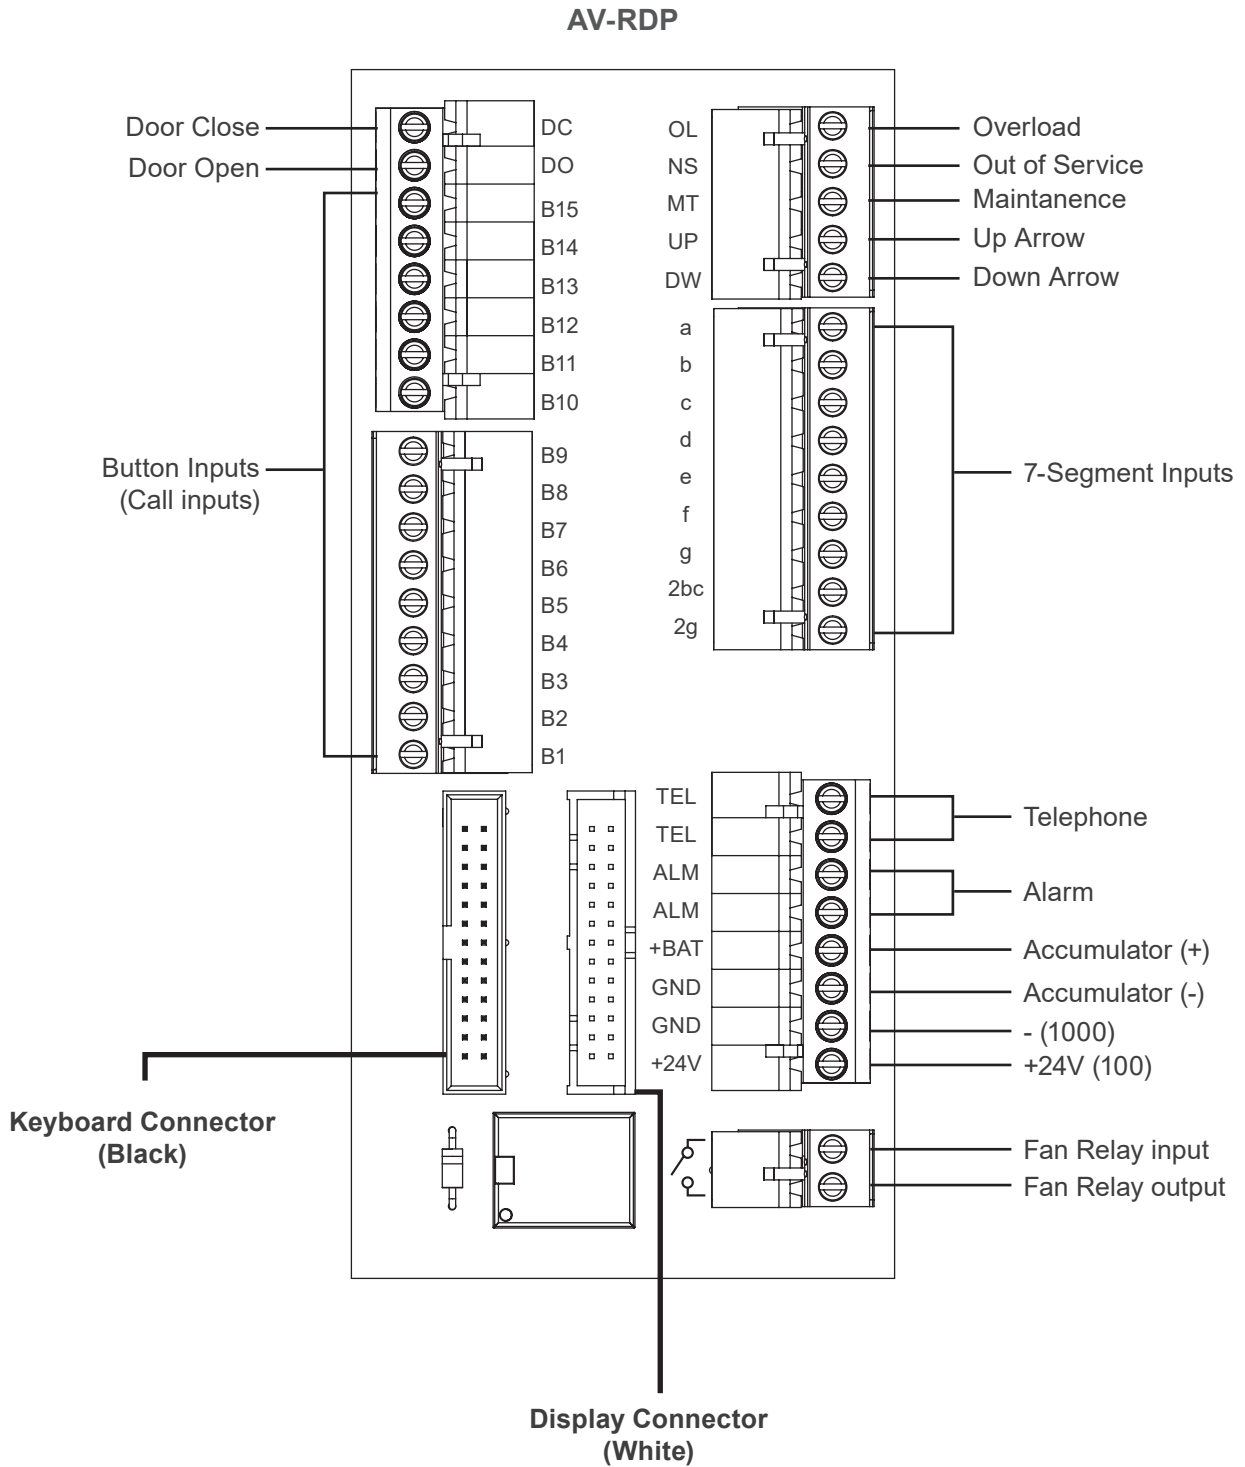 AV-RDP
Door Close
Door Open
Button Inputs
(Call inputs)
DC
DO
B15
B14
B13
B12
B11
B10
B9
B8
B7
B6
B5
B4
B3
B2
B1
OL
NS
MT
UP
DW
a
b
c
d
e
f
g
2bc
2g
Overload
Out of Service
Maintanence
Up Arrow
Down Arrow
7-Segment Inputs
TEL
TEL
ALM
ALM
+BAT
GND
GND
+24V
Telephone
Alarm
Accumulator (+)
Accumulator (-)
- (1000)
+24V (100)
Fan Relay input
Fan Relay output
Keyboard Connector
(Black)
Display Connector
(White)